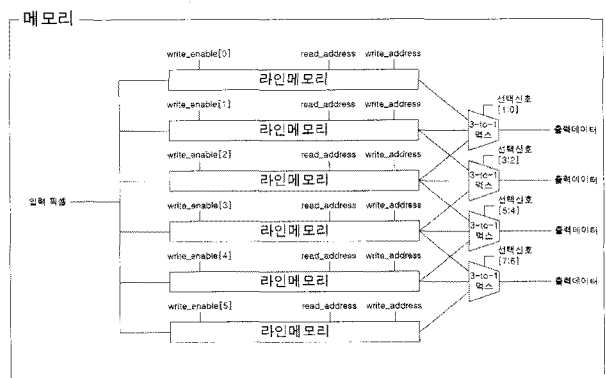 메모리
write_enable[0] read_address write_address
라인메모리
write_enable[1] read_address write_address
라인메모리
write_enable[2] read_address write_address
라인메모리
write_enable[3] read_address write_address
라인메모리
write_enable[4] read_address write_address
라인메모리
write_enable[5] read_address write_address
라인메모리
입력 픽셀
선택신호
[1:0]
3-to-1
먹스
출력데이터
선택신호
[3:2]
3-to-1
먹스
출력데이터
선택신호
[5:4]
3-to-1
먹스
출력데이터
선택신호
[7:6]
3-to-1
먹스
출력데이터